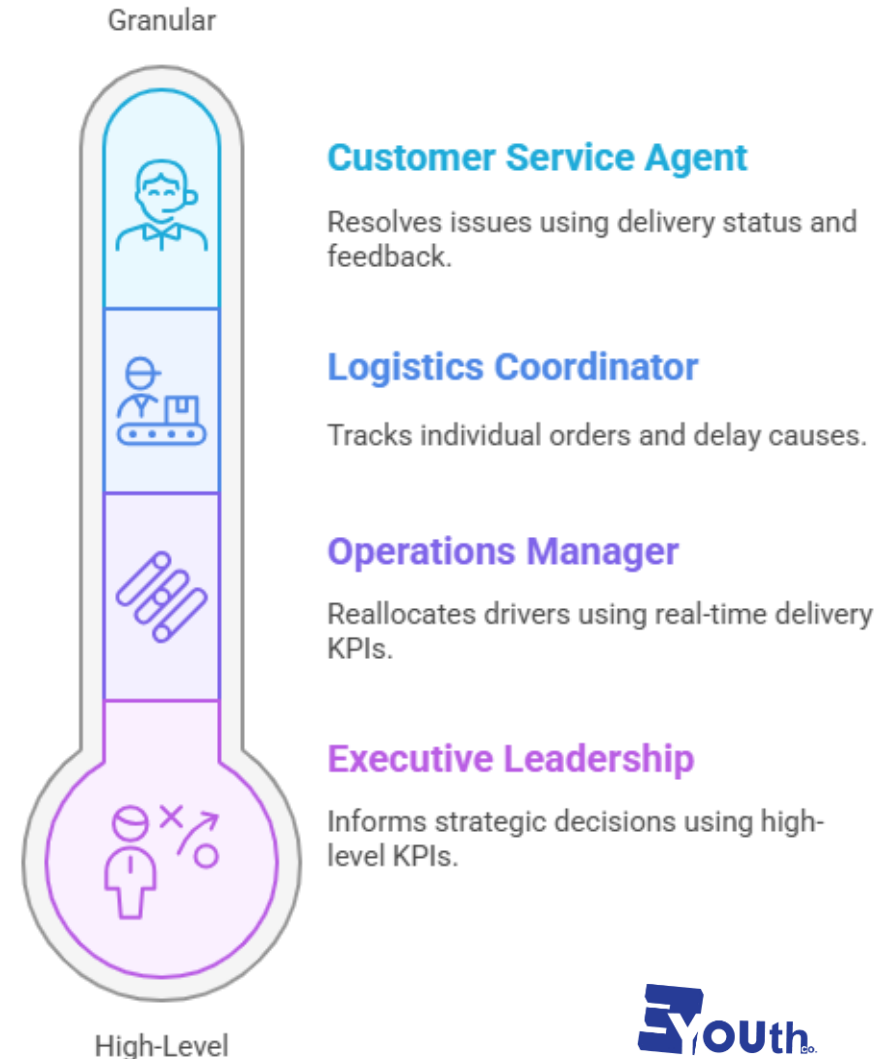 Granular
Customer Service Agent
Resolves issues using delivery status and
feedback.
Logistics Coordinator
Tracks individual orders and delay causes.
Operations Manager
Reallocates drivers using real-time delivery
KPIs.
Executive Leadership
Informs strategic decisions using high-
level KPIs.
High-Level
EYouth
Co.